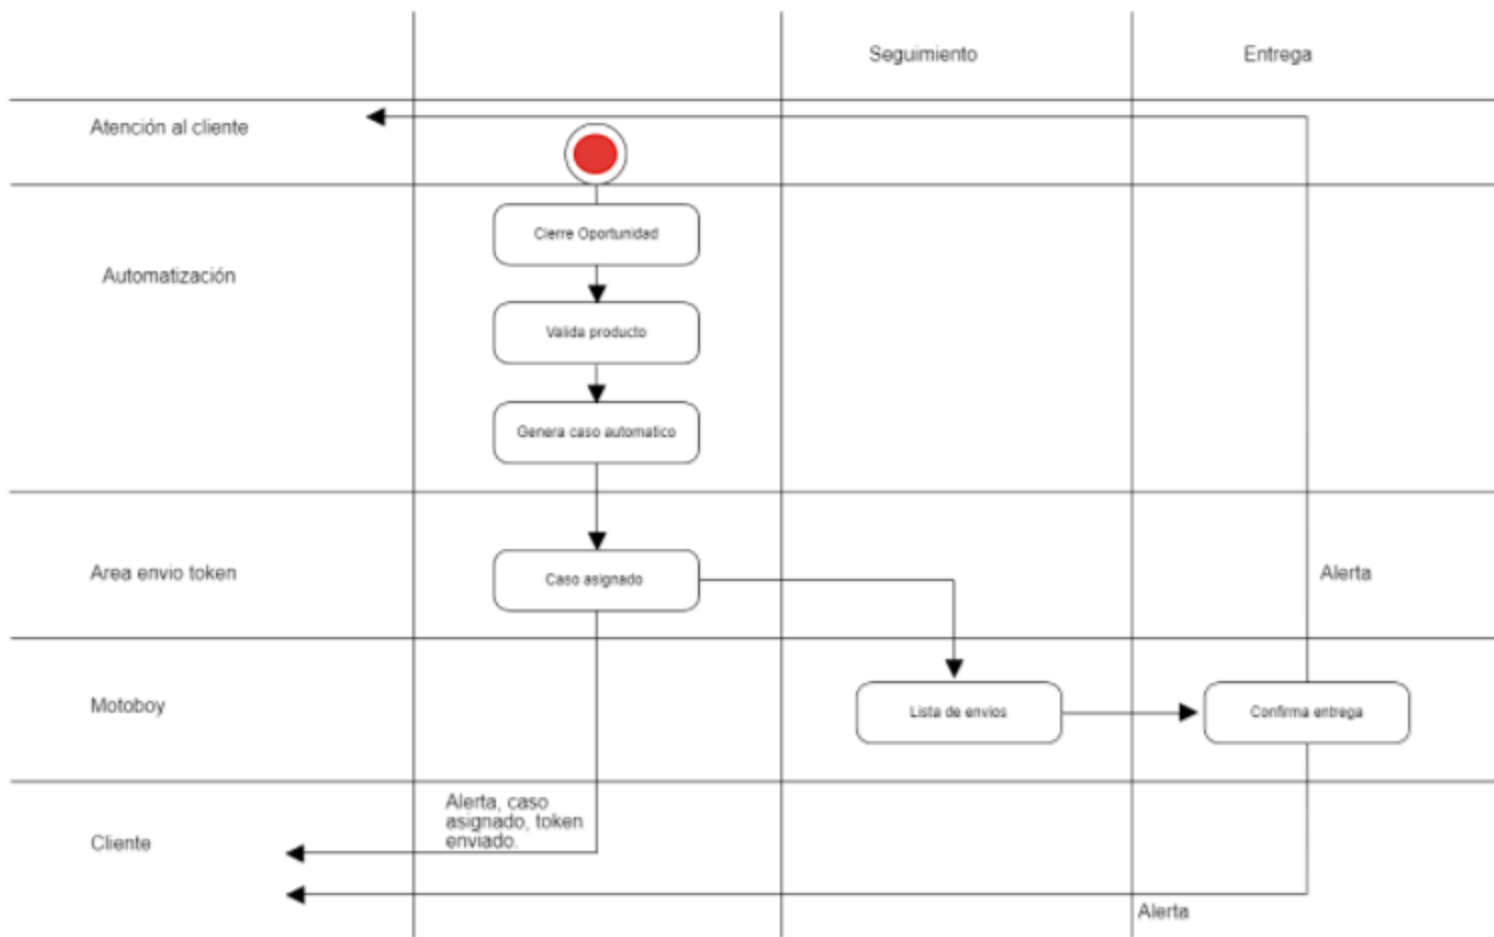 Seguimiento
Entrega
Atención al cliente
Cierre Oportunidad
Automatización
Valida producto
Genera caso automatico
Area envio token
Caso asignado
Alerta
Motoboy
Lista de envios
Confirma entrega
Alerta, caso
asignado, token
enviado.
Cliente
Alerta